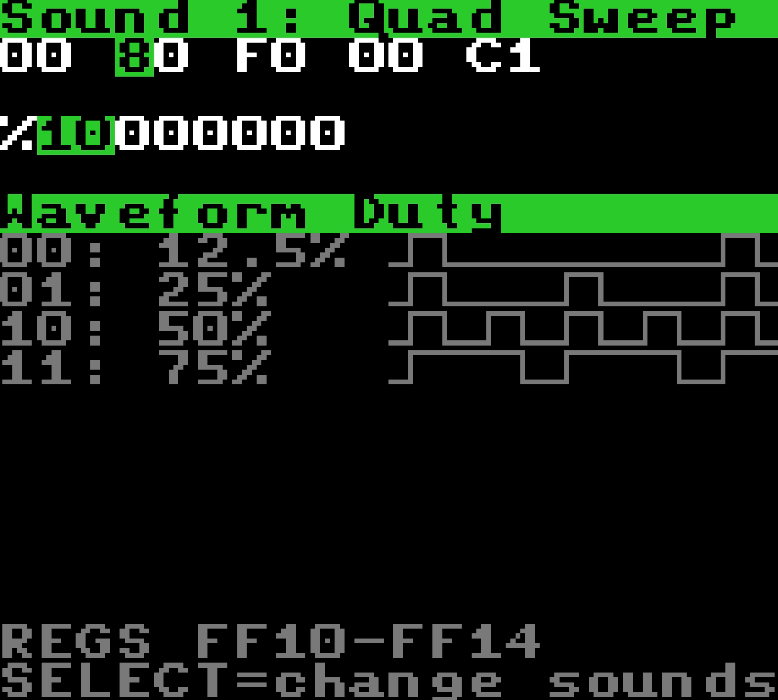 Sound 1: Quad Sweep
00 80 F0 00 C1
%10000000
Waveform Duty
00: 12.5%
01: 25%
10: 50%
11: 75%
REGS FF10-FF14
SELECT=change sounds